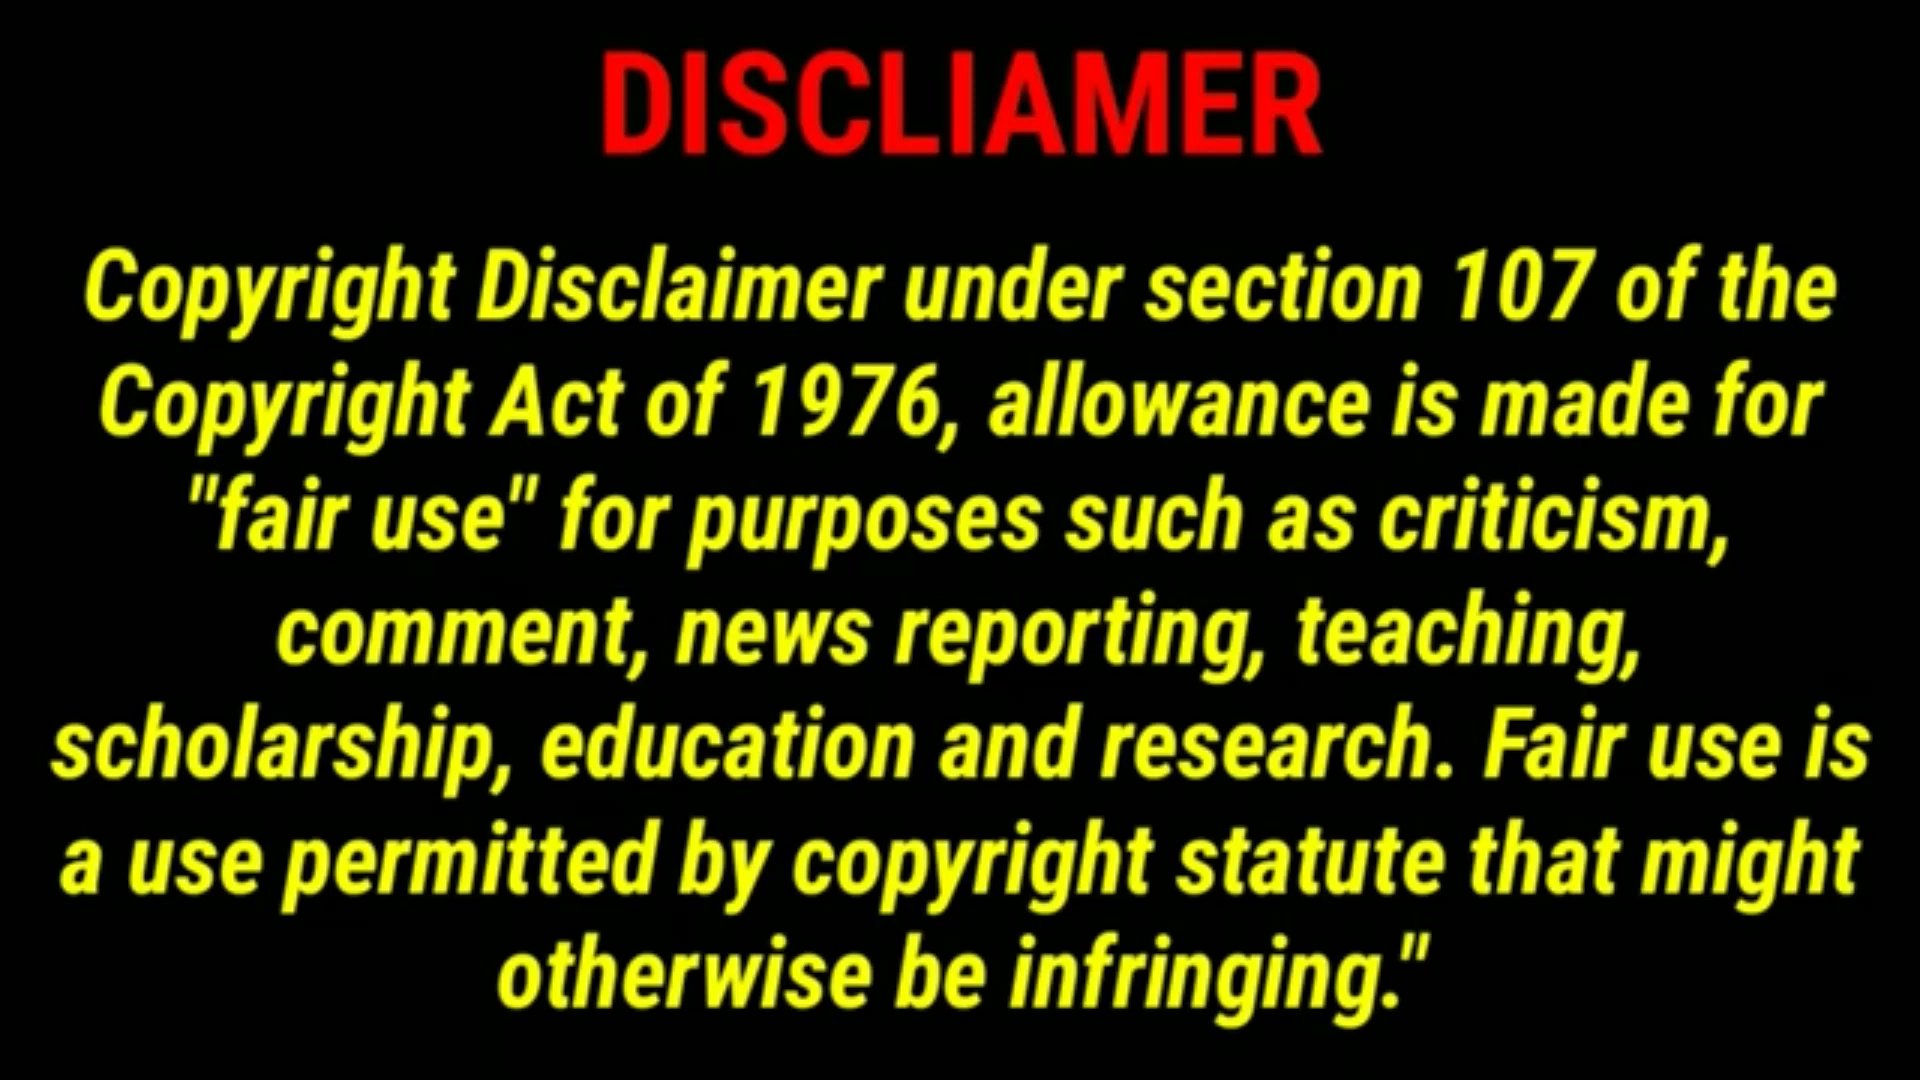 DISCLIAMER
Copyright Disclaimer under section 107 of the
Copyright Act of 1976, allowance is made for
"fair use" for purposes such as criticism,
comment, news reporting, teaching,
scholarship, education and research. Fair use is
a use permitted by copyright statute that might
otherwise be infringing."